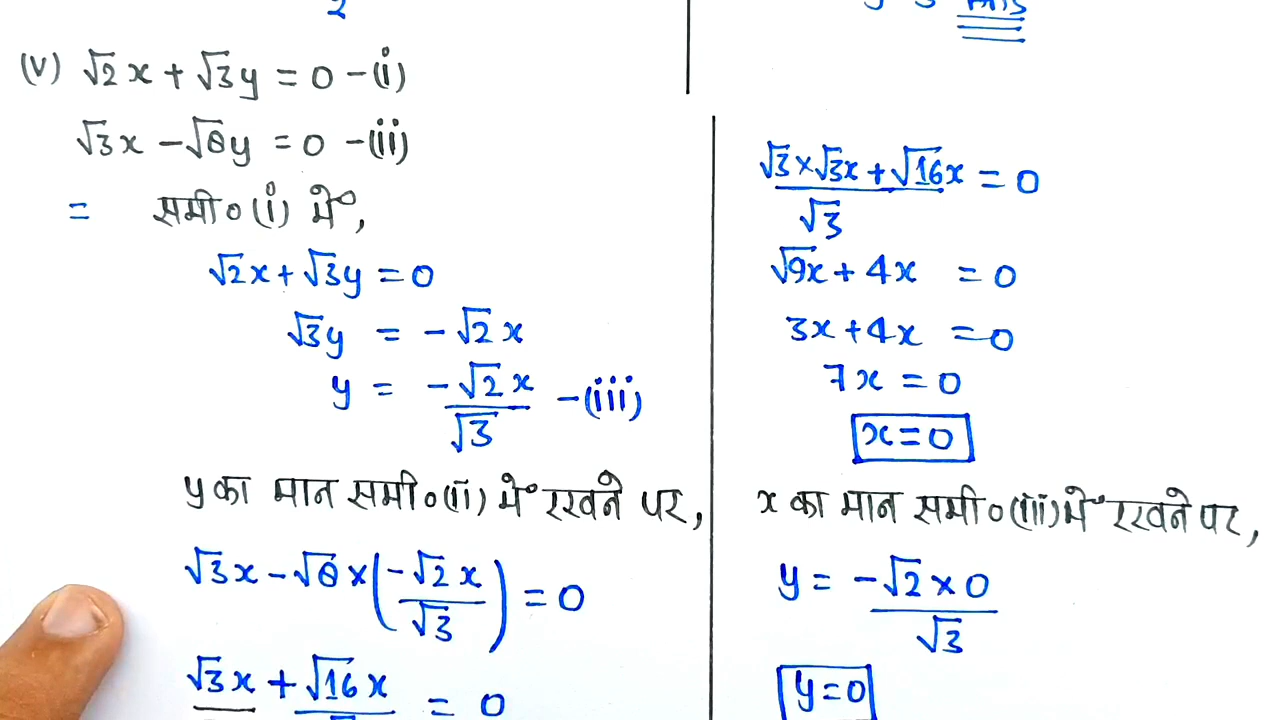 2
(v) √2x + √3y = 0 –(i)
√3x – √8y = 0 –(ii)
= समी० (i) में,
√2x + √3y = 0
√3y = –√2x
y = –√2x/√3 –(iii)
y का मान समी० (ii) में रखने पर,
√3x – √8 × (–√2x/√3) = 0
√3x + √16x = 0
√3×√3x + √16x/√3 = 0
√9x + 4x = 0
3x + 4x = 0
7x = 0
x = 0
x का मान समी० (iii) में रखने पर,
y = –√2 × 0/√3
y = 0